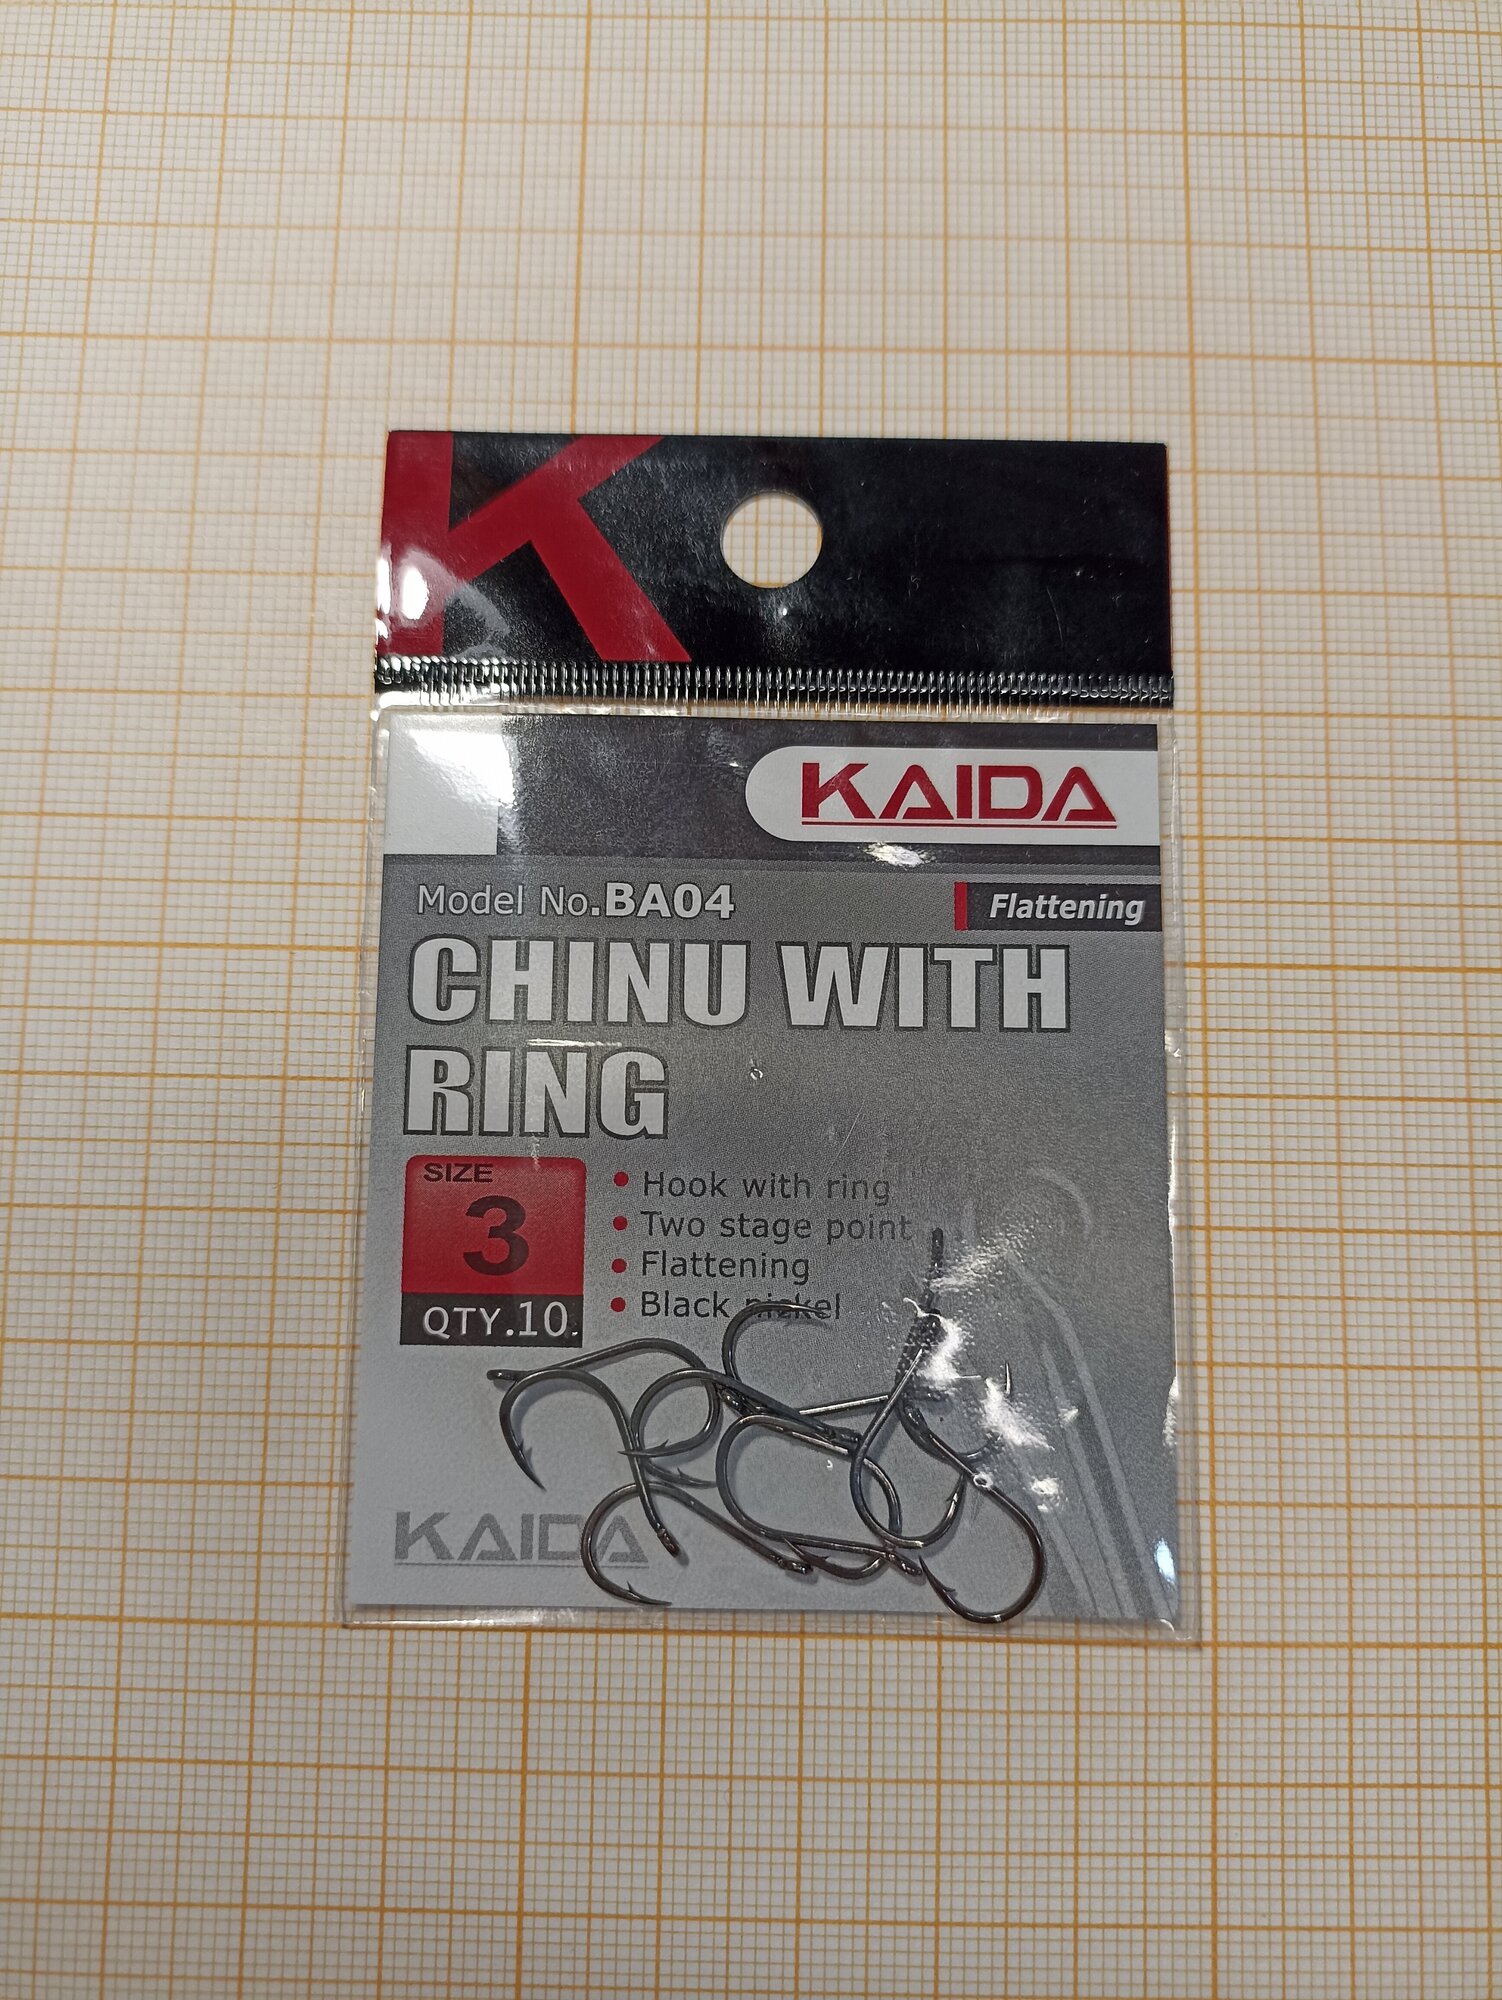 K
KAIDA
Model No.BA04
Flattening
CHINU WITH
RING
SIZE
3
QTY.10.
• Hook with ring
• Two stage point
• Flattening
• Black nickel
KAIDA